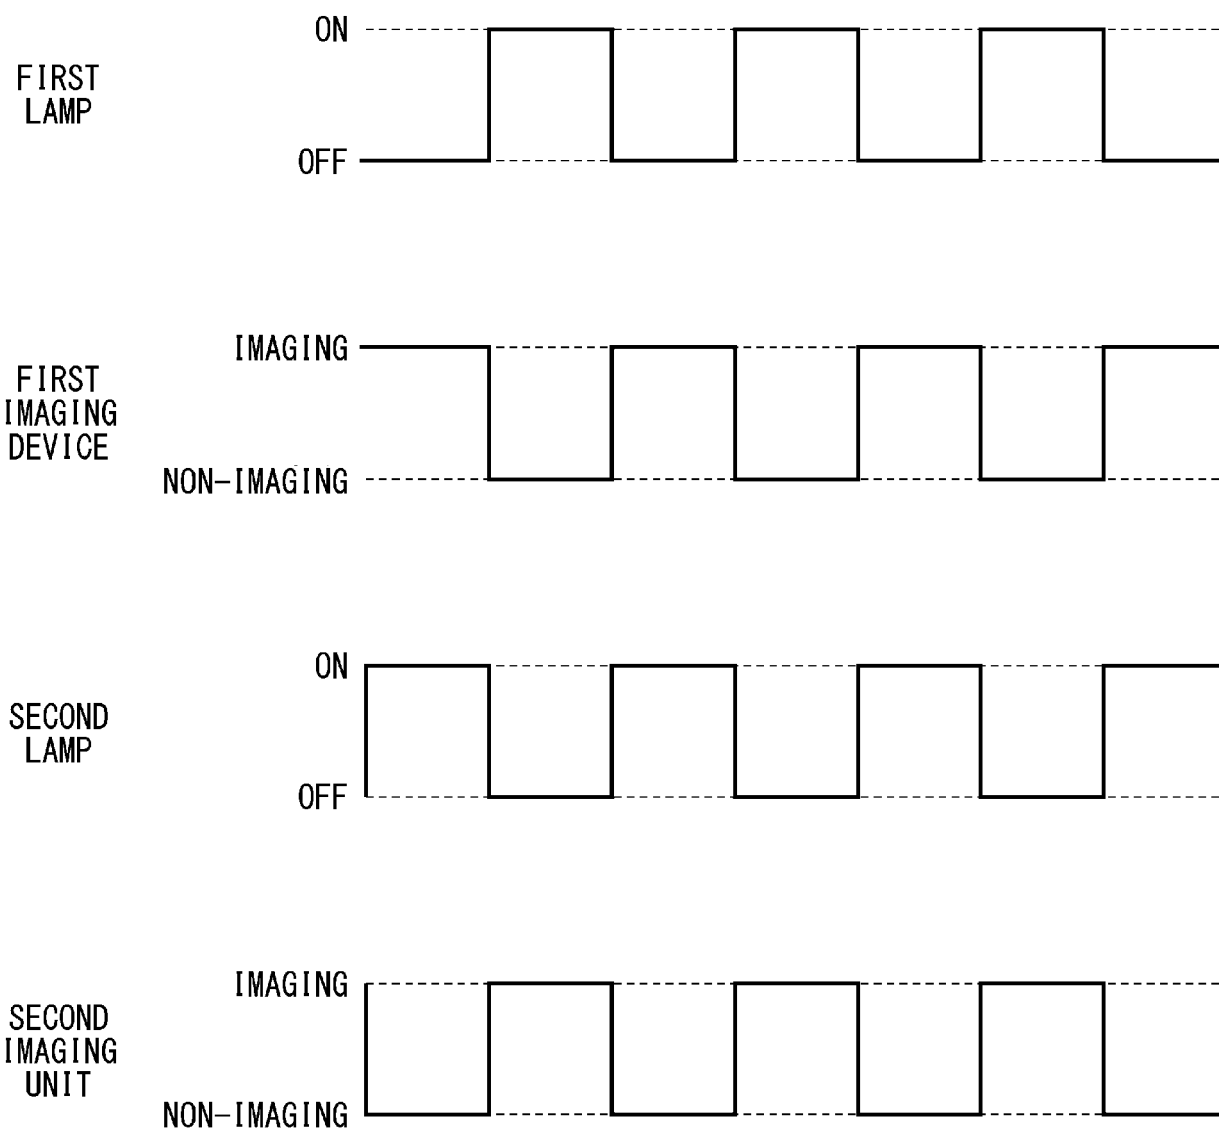 ON
FIRST
LAMP
OFF
IMAGING
FIRST
IMAGING
DEVICE
NON-IMAGING
ON
SECOND
LAMP
OFF
IMAGING
SECOND
IMAGING
UNIT
NON-IMAGING